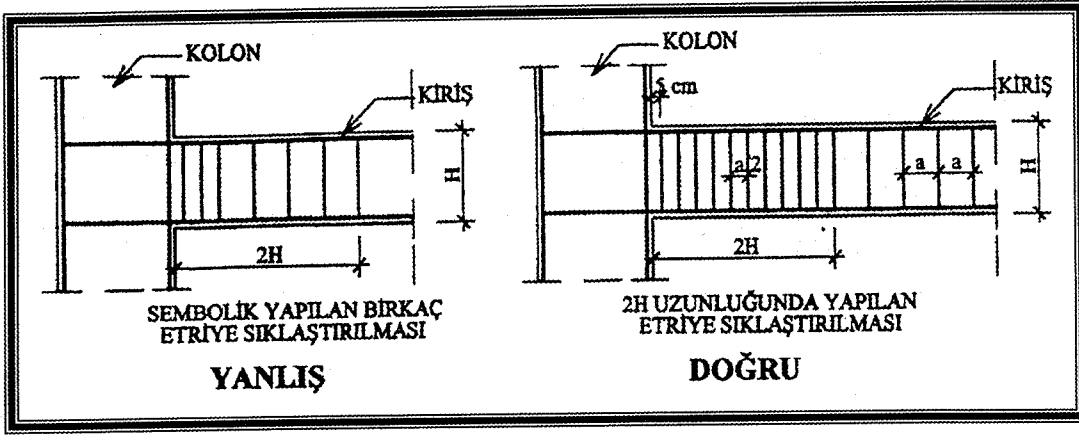 KOLON
KİRİŞ
H
2H
SEMBOLİK YAPILAN BİRKAÇ
ETRİYE SIKLAŞTIRILMASI
YANLIŞ
KOLON
5 cm
KİRİŞ
a/2
a a
H
2H
2H UZUNLUĞUNDA YAPILAN
ETRİYE SIKLAŞTIRILMASI
DOĞRU